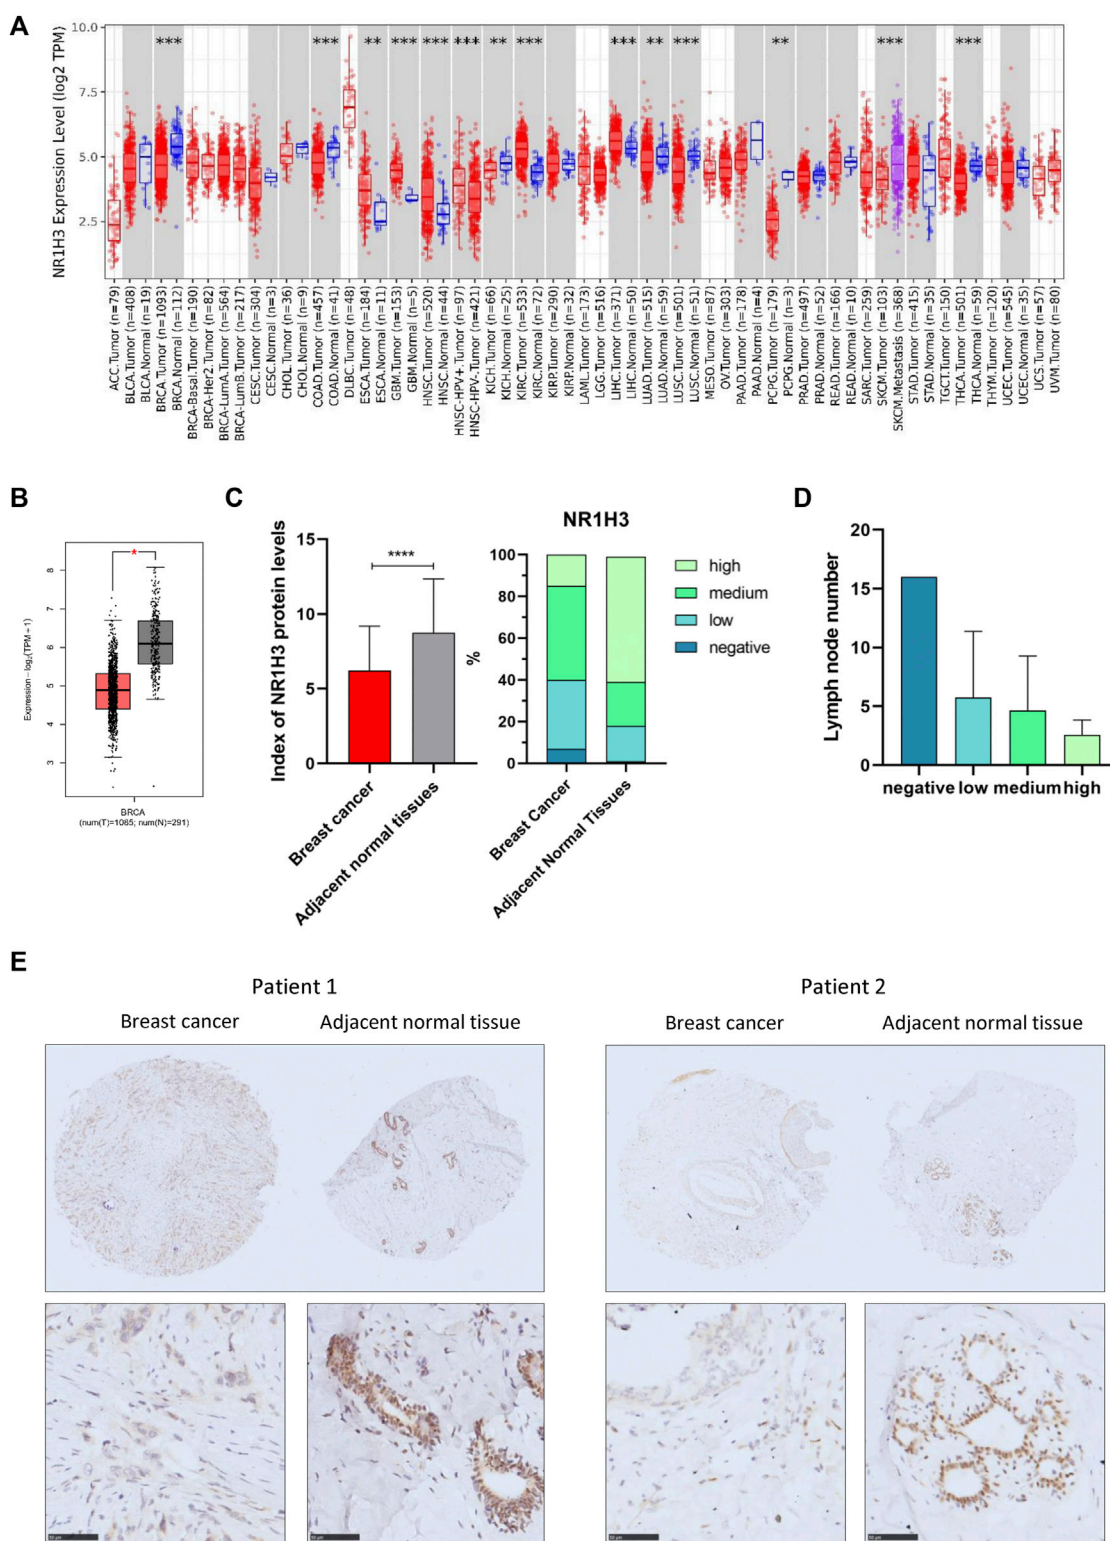 A
NR1H3 Expression Level (log2 TPM)
10.0
7.5
5.0
2.5
*** *** ** *** *** *** ** *** *** ** *** ** *** ***
ACC.Tumor (n=79)
BLCA.Tumor (n=408)
BLCA.Normal (n=19)
BRCA.Tumor (n=1093)
BRCA.Normal (n=112)
BRCA-Basal.Tumor (n=190)
BRCA-Her2.Tumor (n=82)
BRCA-LumA.Tumor (n=564)
BRCA-LumB.Tumor (n=217)
CESC.Tumor (n=304)
CESC.Normal (n=3)
CHOL.Tumor (n=36)
CHOL.Normal (n=9)
COAD.Tumor (n=457)
COAD.Normal (n=41)
DLBC.Tumor (n=48)
ESCA.Tumor (n=184)
ESCA.Normal (n=11)
GBM.Tumor (n=153)
GBM.Normal (n=5)
HNSC.Tumor (n=520)
HNSC.Normal (n=44)
HNSC-HPV+.Tumor (n=97)
HNSC-HPV-.Tumor (n=421)
KICH.Tumor (n=66)
KICH.Normal (n=25)
KIRC.Tumor (n=533)
KIRC.Normal (n=72)
KIRP.Tumor (n=290)
KIRP.Normal (n=32)
LAML.Tumor (n=173)
LGG.Tumor (n=516)
LIHC.Tumor (n=371)
LIHC.Normal (n=50)
LUAD.Tumor (n=515)
LUAD.Normal (n=59)
LUSC.Tumor (n=501)
LUSC.Normal (n=51)
MESO.Tumor (n=87)
OV.Tumor (n=303)
PAAD.Tumor (n=178)
PAAD.Normal (n=4)
PCPG.Tumor (n=179)
PCPG.Normal (n=3)
PRAD.Tumor (n=497)
PRAD.Normal (n=52)
READ.Tumor (n=166)
READ.Normal (n=10)
SARC.Tumor (n=259)
SKCM.Tumor (n=103)
SKCM.Metastasis (n=368)
STAD.Tumor (n=415)
STAD.Normal (n=35)
TGCT.Tumor (n=150)
THCA.Tumor (n=501)
THCA.Normal (n=59)
THYM.Tumor (n=120)
UCEC.Tumor (n=545)
UCEC.Normal (n=35)
UCS.Tumor (n=57)
UVM.Tumor (n=80)
B
Expression − log2(TPM + 1)
8
7
6
5
4
3
*
BRCA
(num(T)=1085; num(N)=291)
C
Index of NR1H3 protein levels
15
10
5
0
****
Breast cancer
Adjacent normal tissues
NR1H3
%
100
80
60
40
20
0
high
medium
low
negative
Breast Cancer
Adjacent Normal Tissues
D
Lymph node number
20
15
10
5
0
negative low medium high
E
Patient 1
Patient 2
Breast cancer
Adjacent normal tissue
Breast cancer
Adjacent normal tissue
50 μm
50 μm
50 μm
50 μm